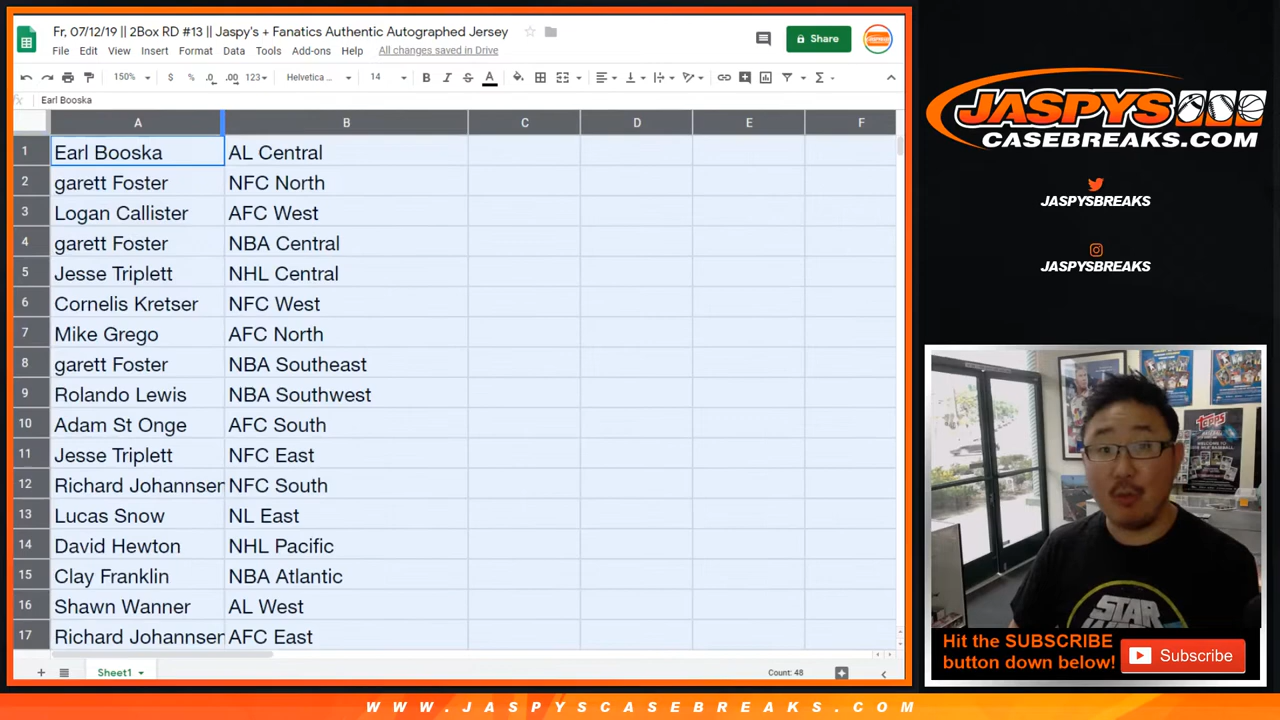 Fr, 07/12/19 || 2Box RD #13 || Jaspy's + Fanatics Authentic Autographed Jersey
File Edit View Insert Format Data Tools Add-ons Help All changes saved in Drive
Share
150% $ % .0 .00 123 Helvetica ... 14 B I S A
fx Earl Booska
A B C D E F
1 Earl Booska AL Central
2 garett Foster NFC North
3 Logan Callister AFC West
4 garett Foster NBA Central
5 Jesse Triplett NHL Central
6 Cornelis Kretser NFC West
7 Mike Grego AFC North
8 garett Foster NBA Southeast
9 Rolando Lewis NBA Southwest
10 Adam St Onge AFC South
11 Jesse Triplett NFC East
12 Richard Johannsen NFC South
13 Lucas Snow NL East
14 David Hewton NHL Pacific
15 Clay Franklin NBA Atlantic
16 Shawn Wanner AL West
17 Richard Johannsen AFC East
Sheet1 Count: 48
JASPYS
CASEBREAKS.COM
JASPYSBREAKS
JASPYSBREAKS
Topps
STAR
Hit the SUBSCRIBE
button down below!
Subscribe
WWW.JASPYSCASEBREAKS.COM